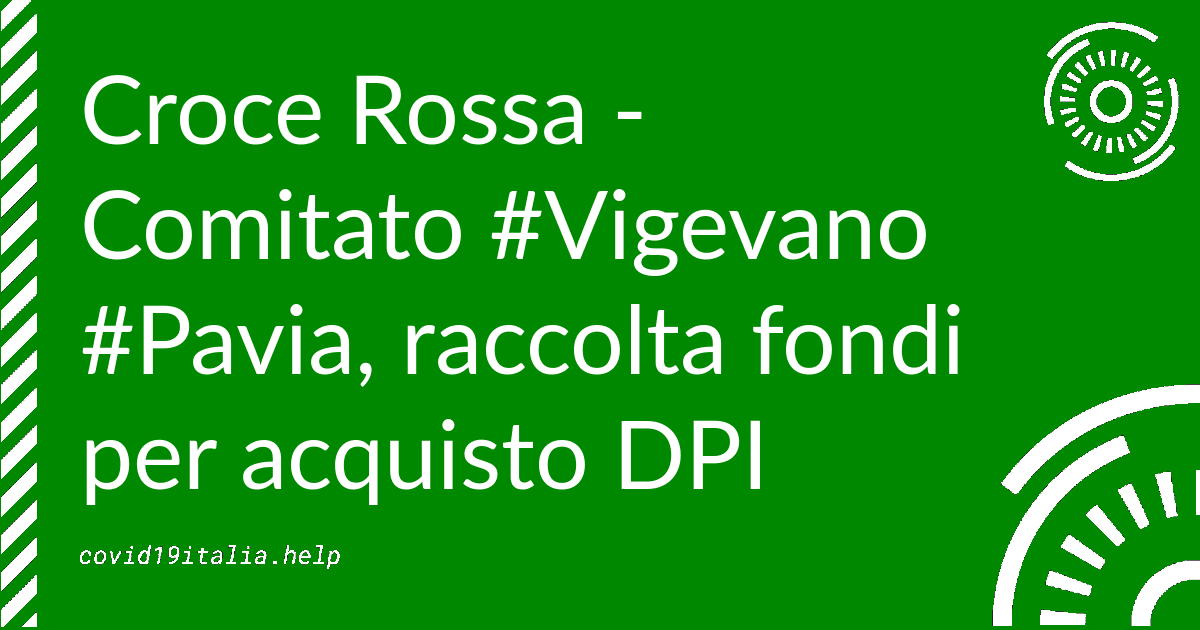 Croce Rossa -
Comitato #Vigevano
#Pavia, raccolta fondi
per acquisto DPI
covid19italia.help